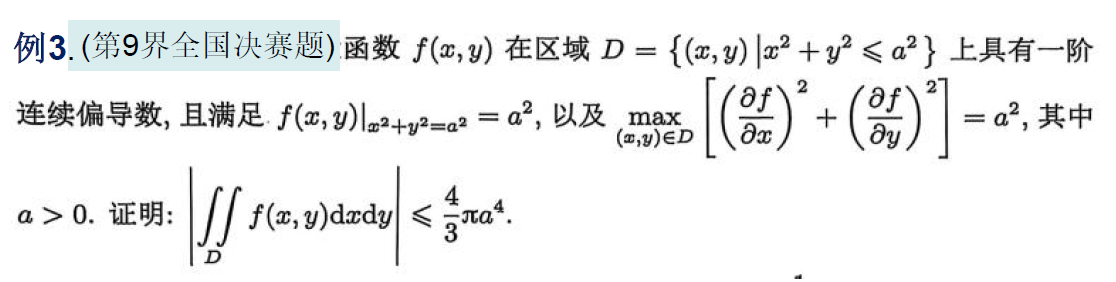 例3.(第9界全国决赛题)函数 f(x,y) 在区域 D = {(x,y)|x² + y² ⩽ a²} 上具有一阶
连续偏导数, 且满足 f(x,y)|ₓ²₊ᵧ²₌ₐ² = a², 以及 max_{(x,y)∈D} [(∂f/∂x)² + (∂f/∂y)²] = a², 其中
a > 0. 证明: |∬_D f(x,y)dxdy| ⩽ 4/3 πa⁴.